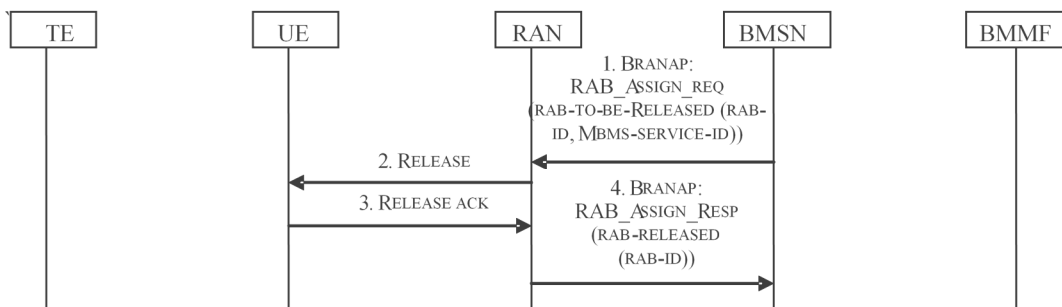 `
TE
UE
RAN
BMSN
BMMF
1. BRANAP:
RAB_ASSIGN_REQ
(RAB-TO-BE-RELEASED (RAB-
ID, MBMS-SERVICE-ID))
2. RELEASE
3. RELEASE ACK
4. BRANAP:
RAB_ASSIGN_RESP
(RAB-RELEASED
(RAB-ID))